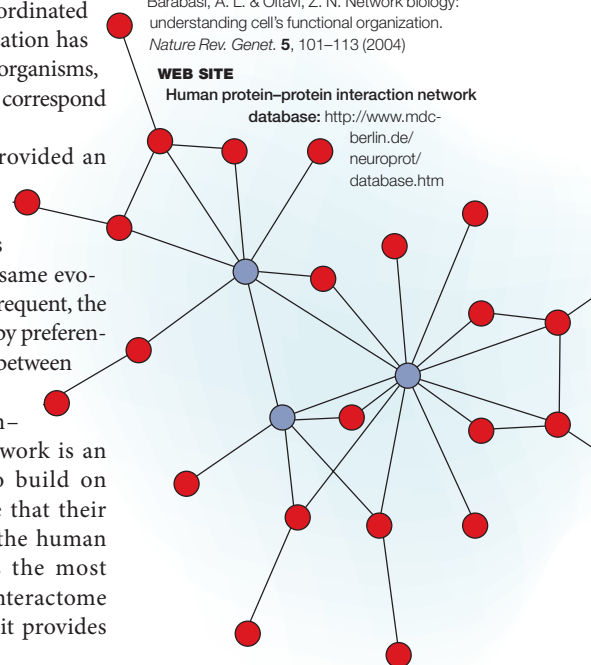 ordinated
ation has
organisms,
correspond
rovided an
s
same evo-
requent, the
by preferen-
between
n–
work is an
o build on
e that their
the human
s the most
nteractome
it provides
Barabasi, A. L. & Oltavi, Z. N. Network biology:
understanding cell's functional organization.
Nature Rev. Genet. 5, 101–113 (2004)
WEB SITE
Human protein–protein interaction network
database: http://www.mdc-
berlin.de/
neuroprot/
database.htm